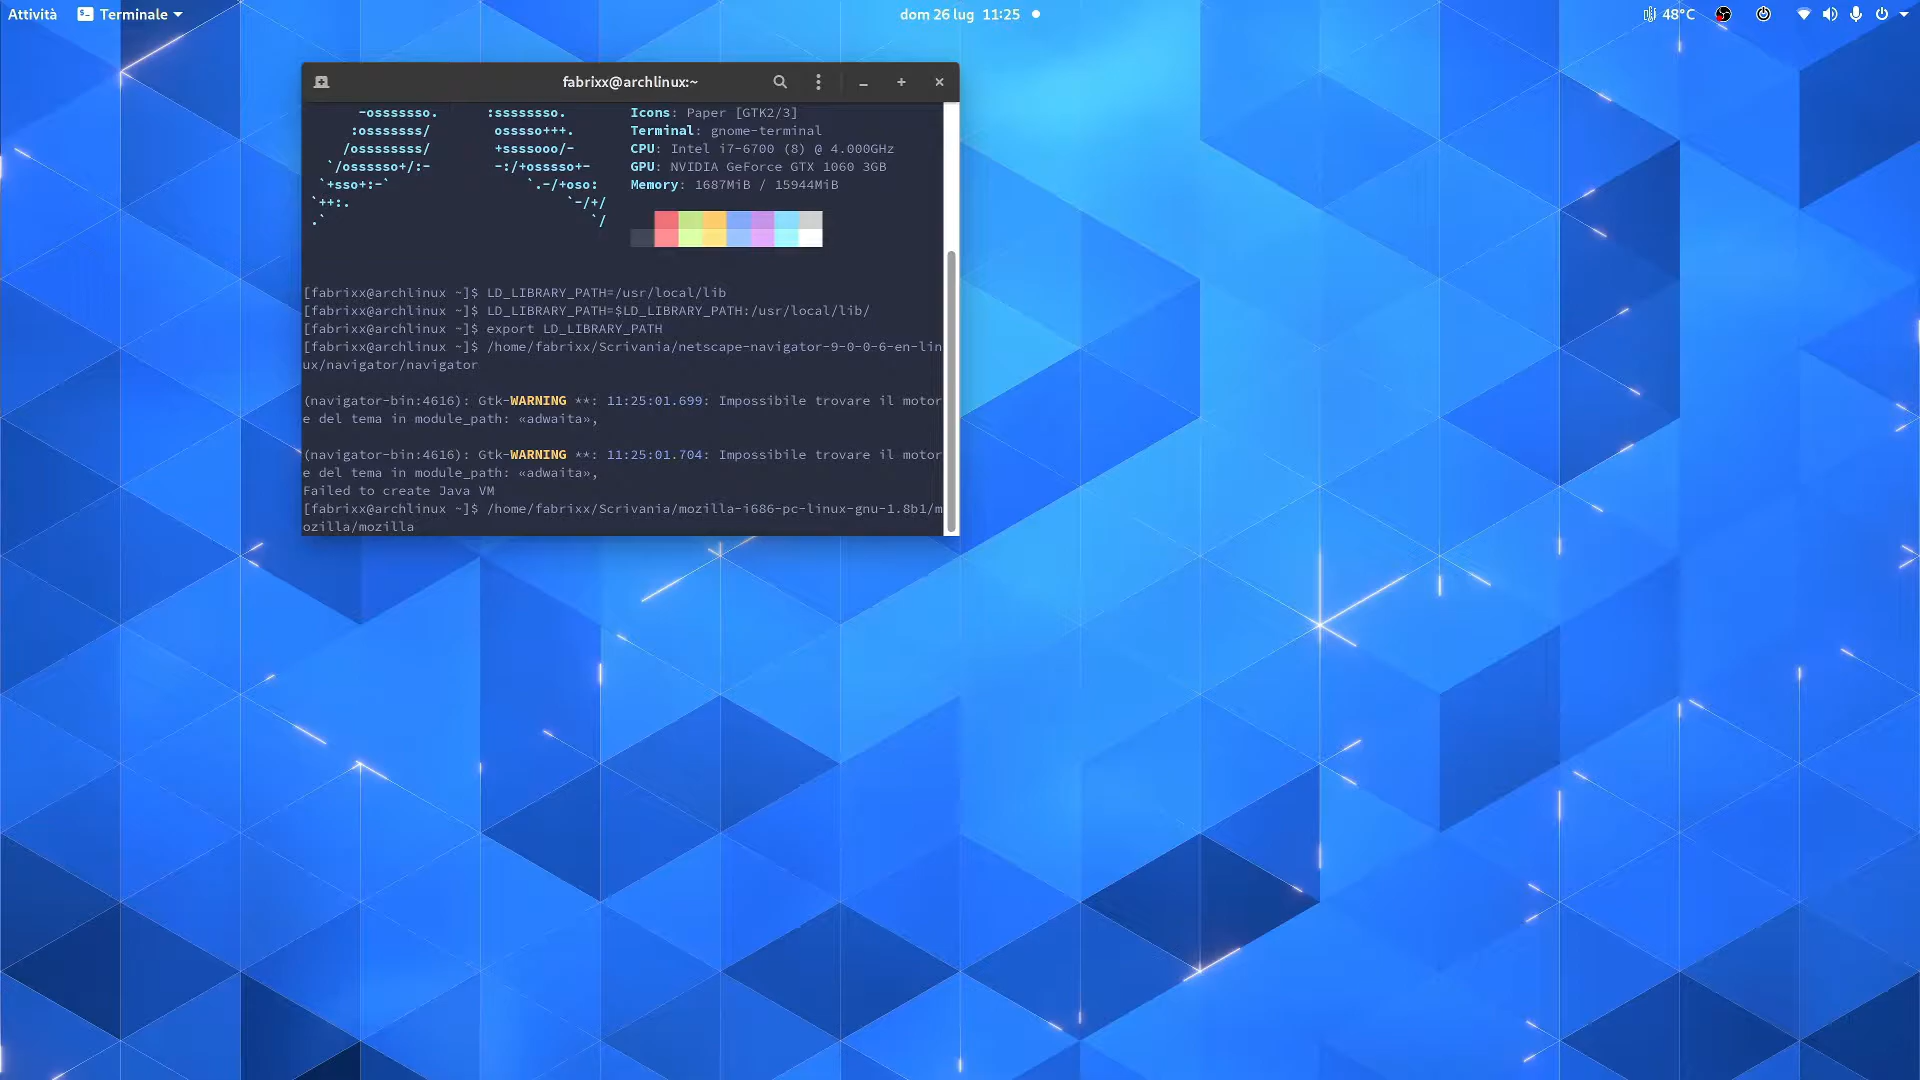 Attività Terminale dom 26 lug 11:25 48°C
fabrixx@archlinux:~
-osssssso. :ssssssso. Icons: Paper [GTK2/3]
:osssssss/ osssso+++. Terminal: gnome-terminal
/ossssssss/ +ssssooo/- CPU: Intel i7-6700 (8) @ 4.000GHz
`/ossssso+/:- -:/+osssso+- GPU: NVIDIA GeForce GTX 1060 3GB
`+sso+:-` `.-/+oso: Memory: 1687MiB / 15944MiB
`++:. `-/+/
.` `/
[fabrixx@archlinux ~]$ LD_LIBRARY_PATH=/usr/local/lib
[fabrixx@archlinux ~]$ LD_LIBRARY_PATH=$LD_LIBRARY_PATH:/usr/local/lib/
[fabrixx@archlinux ~]$ export LD_LIBRARY_PATH
[fabrixx@archlinux ~]$ /home/fabrixx/Scrivania/netscape-navigator-9-0-0-6-en-lin
ux/navigator/navigator
(navigator-bin:4616): Gtk-WARNING **: 11:25:01.699: Impossibile trovare il motor
e del tema in module_path: «adwaita»,
(navigator-bin:4616): Gtk-WARNING **: 11:25:01.704: Impossibile trovare il motor
e del tema in module_path: «adwaita»,
Failed to create Java VM
[fabrixx@archlinux ~]$ /home/fabrixx/Scrivania/mozilla-i686-pc-linux-gnu-1.8b1/m
ozilla/mozilla